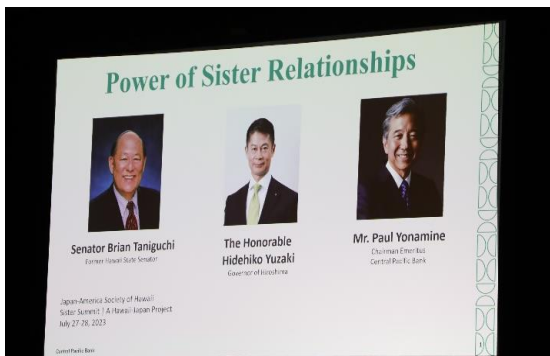 Power of Sister Relationships
Senator Brian Taniguchi
Former Hawaii State Senator
The Honorable
Hidehiko Yuzaki
Governor of Hiroshima
Mr. Paul Yonamine
Chairman Emeritus
Central Pacific Bank
Japan-America Society of Hawaii
Sister Summit | A Hawaii-Japan Project
July 27-28, 2023
Central Pacific Bank